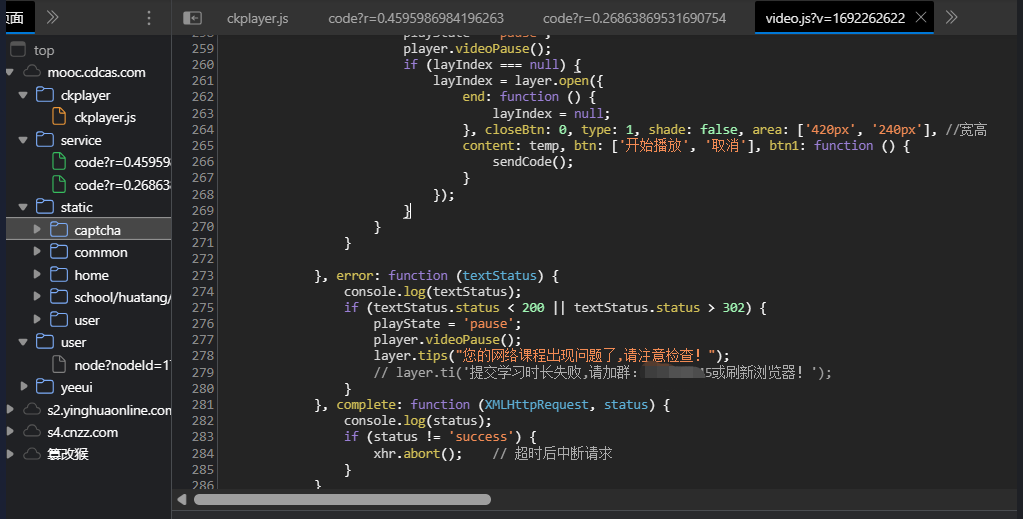 页面
ckplayer.js
code?r=0.4595986984196263
code?r=0.26863869531690754
video.js?v=1692262622
top
mooc.cdcas.com
ckplayer
ckplayer.js
service
code?r=0.45959
code?r=0.26863
static
captcha
common
home
school/huatang/
user
user
node?nodeId=17
yeeui
s2.yinghuaonline.com
s4.cnzz.com
篡改猴
258 playState = 'pause';
259 player.videoPause();
260 if (layIndex === null) {
261 layIndex = layer.open({
262 end: function () {
263 layIndex = null;
264 }, closeBtn: 0, type: 1, shade: false, area: ['420px', '240px'], //宽高
265 content: temp, btn: ['开始播放', '取消'], btn1: function () {
266 sendCode();
267 }
268 });
269 }
270 }
271 }
272
273 }, error: function (textStatus) {
274 console.log(textStatus);
275 if (textStatus.status < 200 || textStatus.status > 302) {
276 playState = 'pause';
277 player.videoPause();
278 layer.tips("您的网络课程出现问题了,请注意检查! ");
279 // layer.ti('提交学习时长失败,请加群: 5或刷新浏览器! ');
280 }
281 }, complete: function (XMLHttpRequest, status) {
282 console.log(status);
283 if (status != 'success') {
284 xhr.abort(); // 超时后中断请求
285 }
286 }